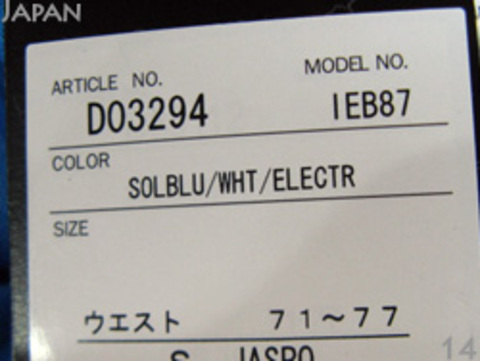 JAPAN
ARTICLE NO. MODEL NO.
D03294 IEB87
COLOR
SOLBLU/WHT/ELECTR
SIZE
ウエスト 71～77
S JASPO
14